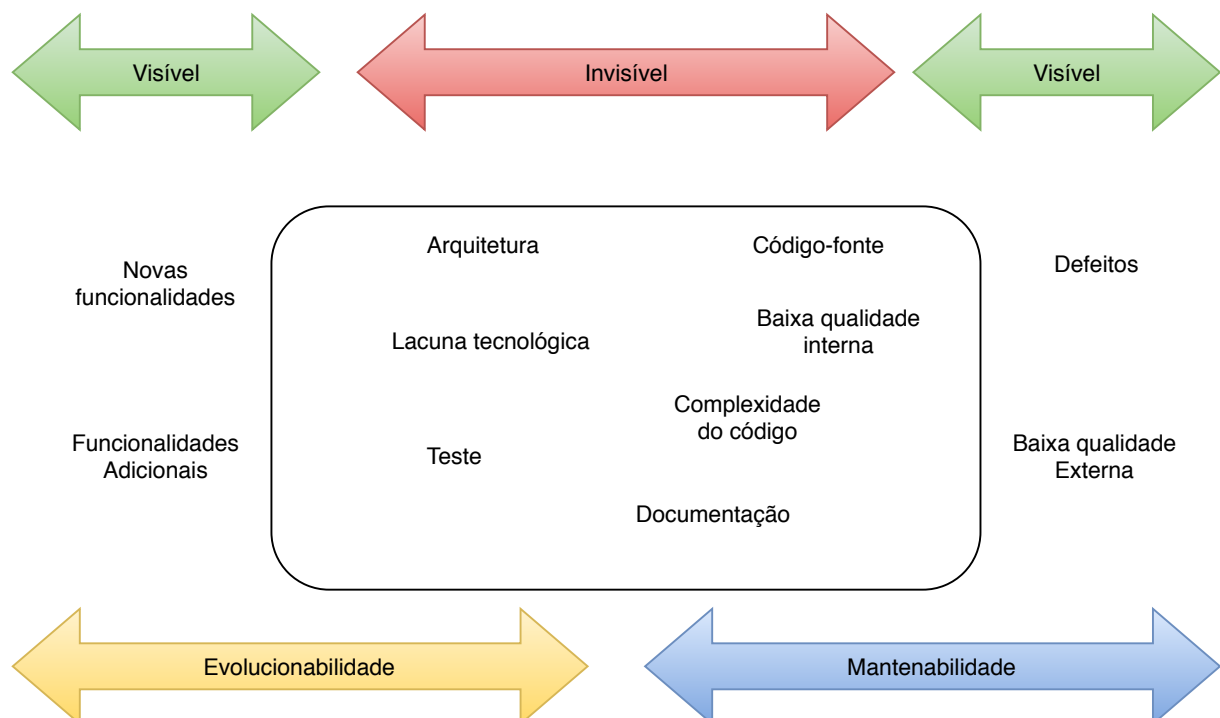 Visível
Invisível
Visível
Novas
funcionalidades
Arquitetura
Código-fonte
Defeitos
Lacuna tecnológica
Baixa qualidade
interna
Complexidade
do código
Funcionalidades
Adicionais
Teste
Baixa qualidade
Externa
Documentação
Evolucionabilidade
Mantenabilidade